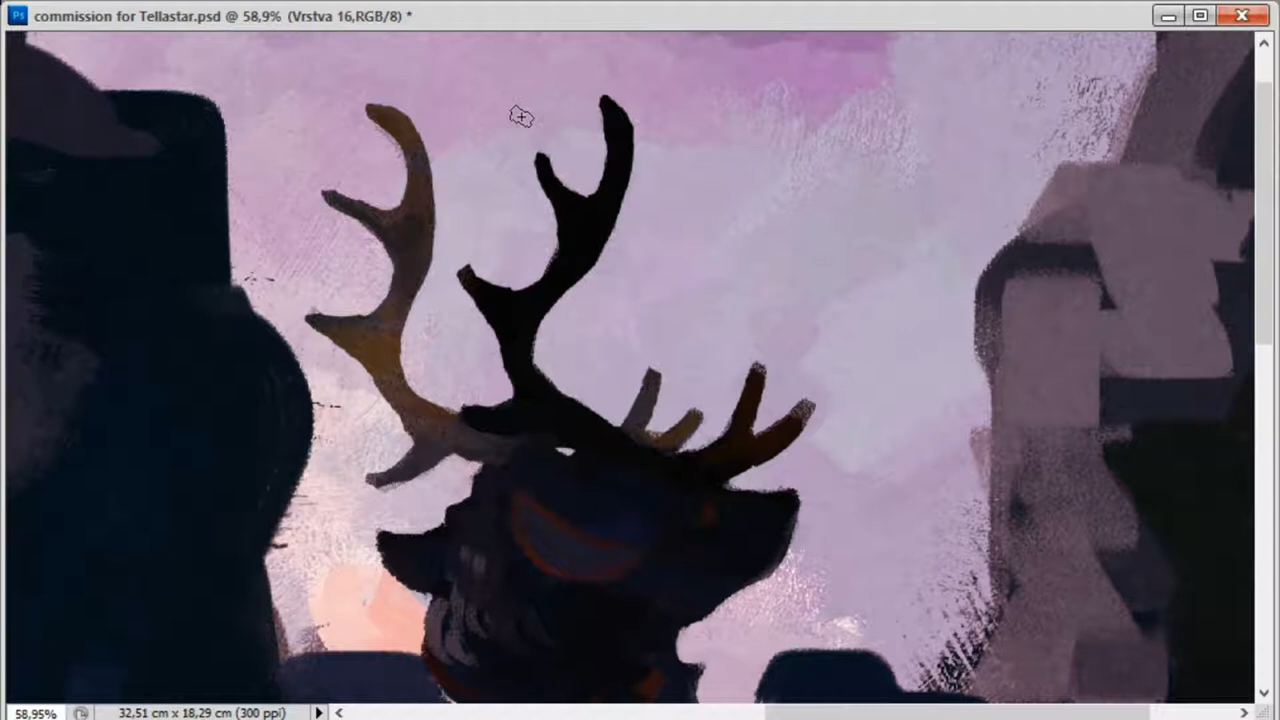 Ps commission for Tellastar.psd @ 58,9% (Vrstva 16,RGB/8) *
58,95% 32,51 cm x 18,29 cm (300 ppi)